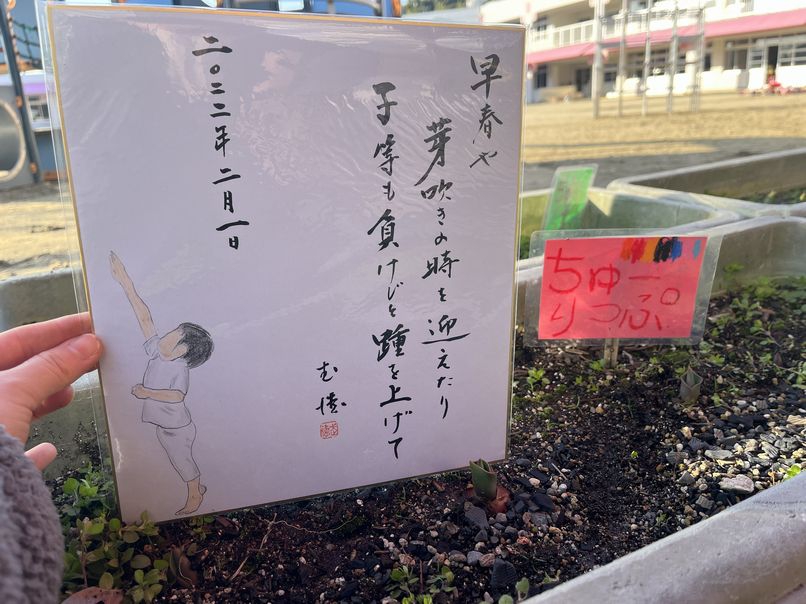 早春や
芽吹きの時を迎えたり
子等も負けじと踵を上げて
二〇二二年二月一日
ちゅー
りっぷ。